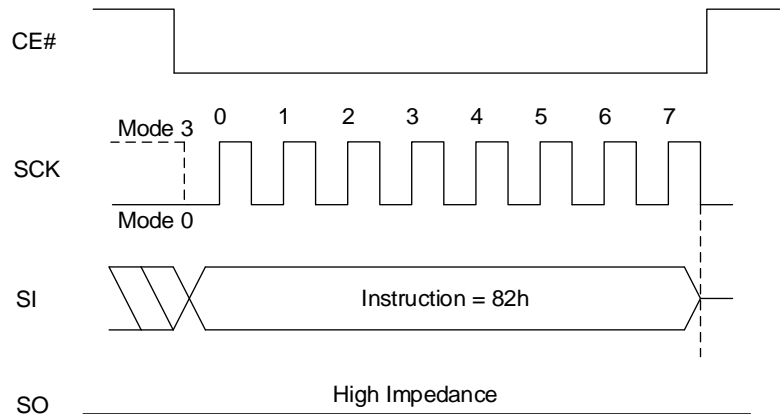 CE#
0 1 2 3 4 5 6 7
Mode 3
SCK
Mode 0
SI
Instruction = 82h
SO
High Impedance